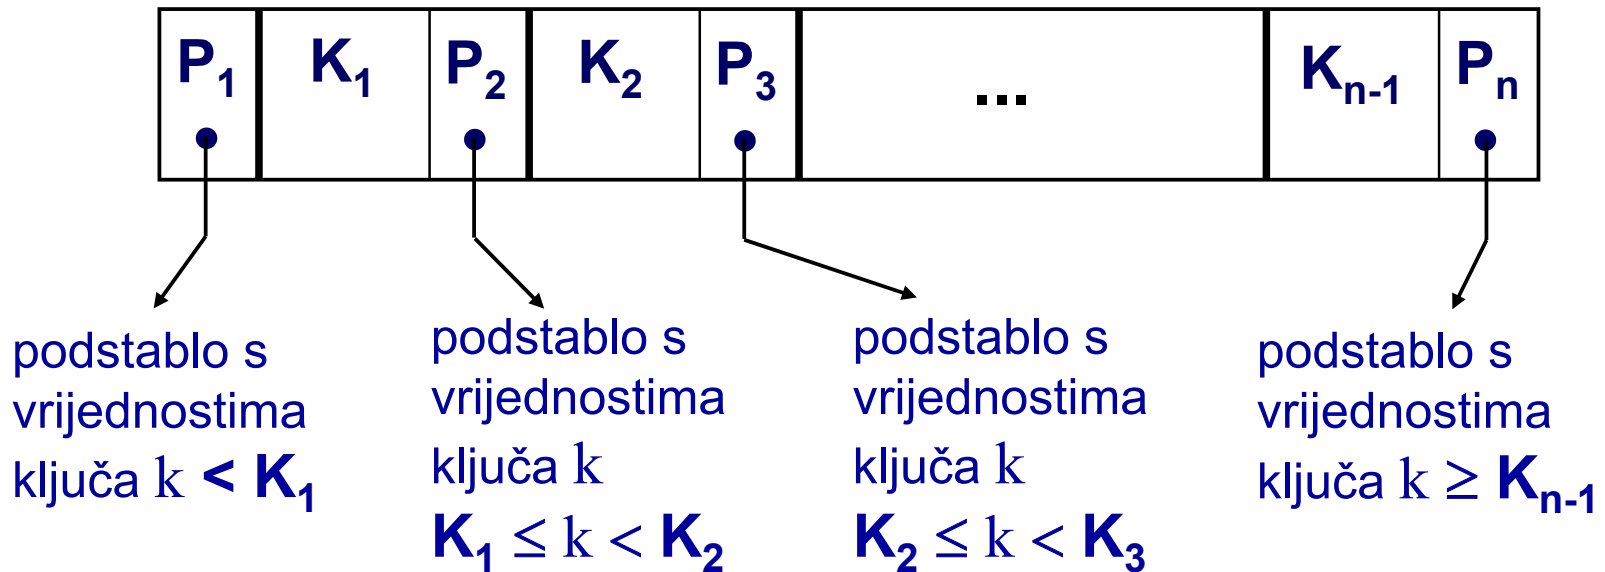 P₁ K₁ P₂ K₂ P₃ ... Kₙ₋₁ Pₙ
podstablo s
vrijednostima
ključa k < K₁
podstablo s
vrijednostima
ključa k
K₁ ≤ k < K₂
podstablo s
vrijednostima
ključa k
K₂ ≤ k < K₃
podstablo s
vrijednostima
ključa k ≥ Kₙ₋₁